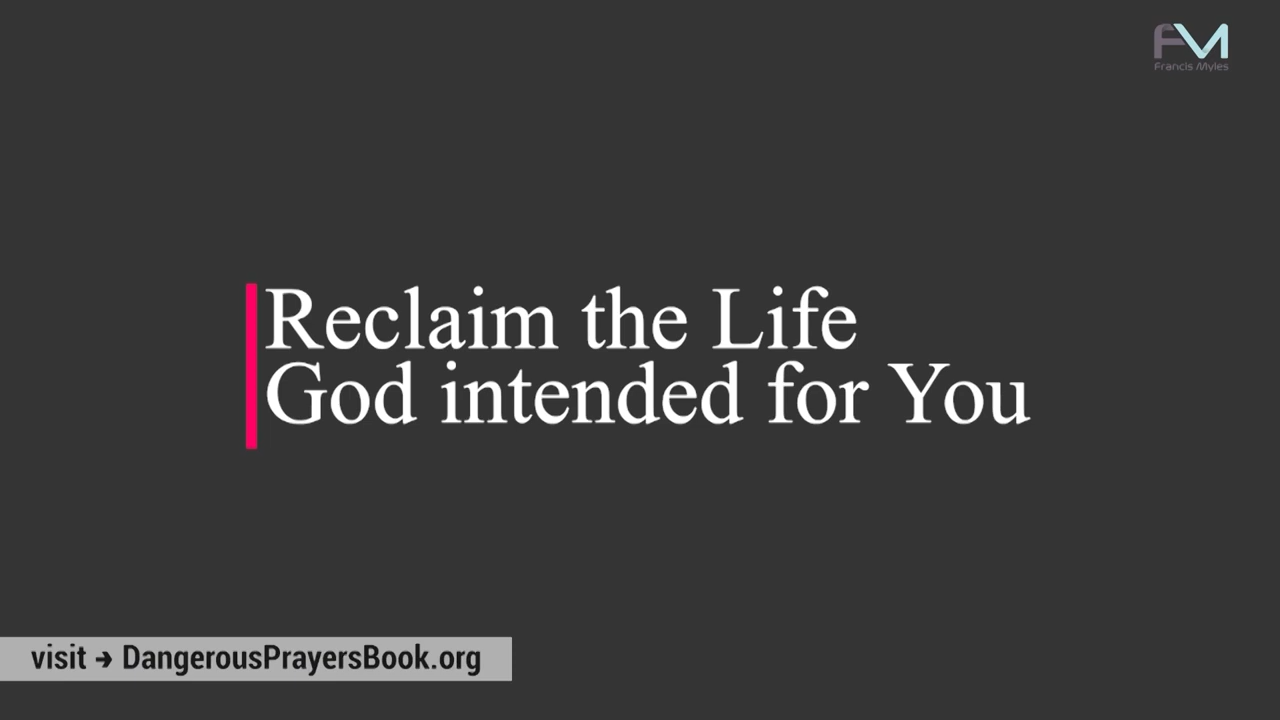 FM
Francis Myles
Reclaim the Life
God intended for You
visit → DangerousPrayersBook.org